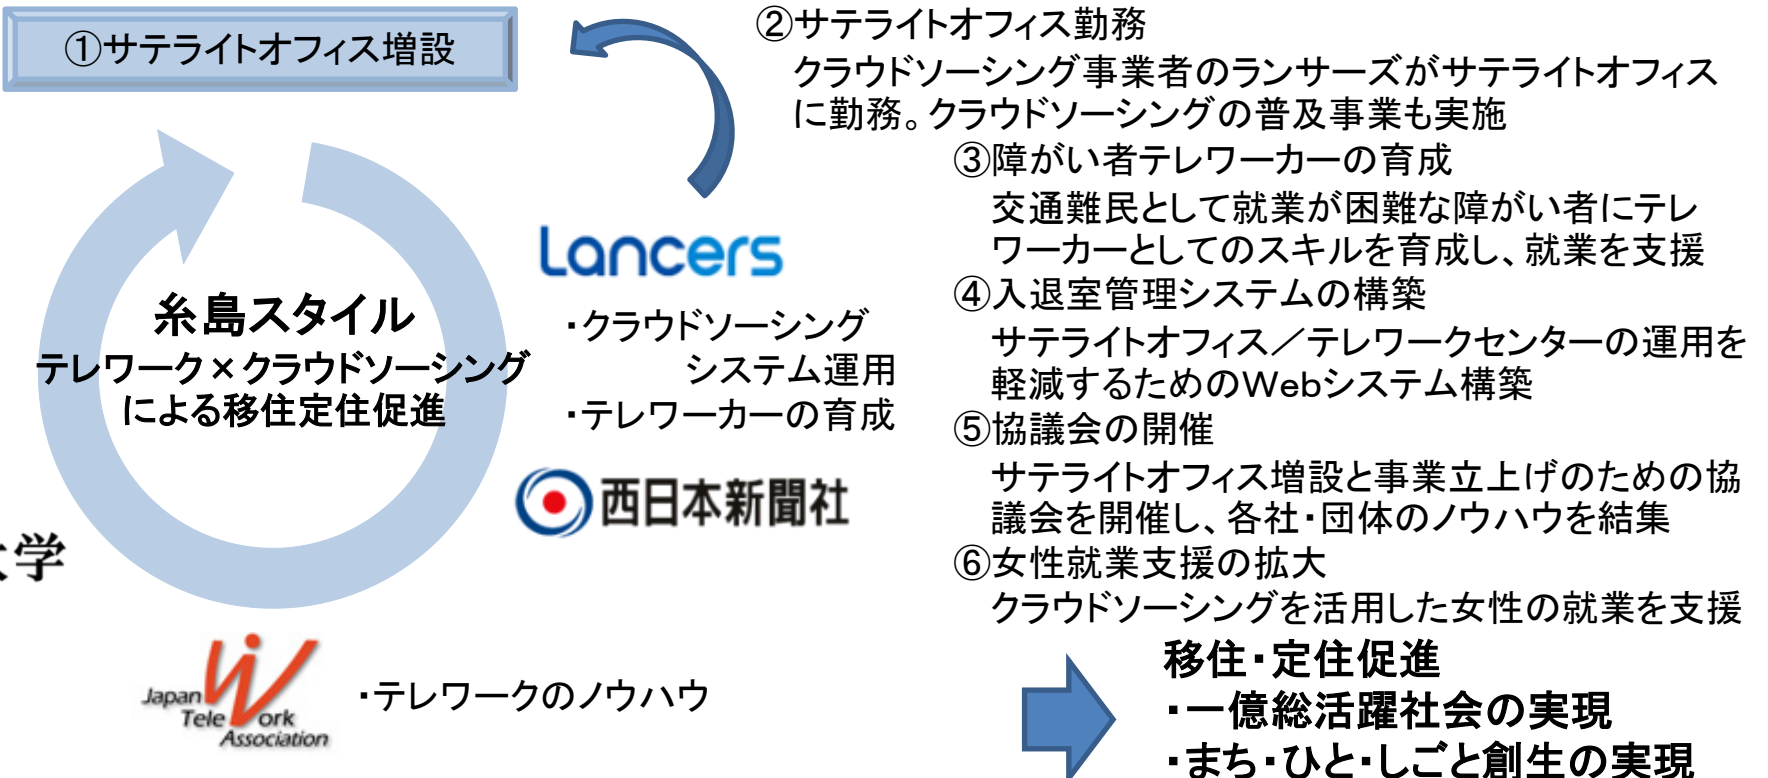 ①サテライトオフィス増設
②サテライトオフィス勤務
クラウドソーシング事業者のランサーズがサテライトオフィス
に勤務。クラウドソーシングの普及事業も実施
③障がい者テレワーカーの育成
交通難民として就業が困難な障がい者にテレ
ワーカーとしてのスキルを育成し、就業を支援
④入退室管理システムの構築
サテライトオフィス／テレワークセンターの運用を
軽減するためのWebシステム構築
⑤協議会の開催
サテライトオフィス増設と事業立上げのための協
議会を開催し、各社・団体のノウハウを結集
⑥女性就業支援の拡大
クラウドソーシングを活用した女性の就業を支援
移住・定住促進
・一億総活躍社会の実現
・まち・ひと・しごと創生の実現
糸島スタイル
テレワーク×クラウドソーシング
による移住定住促進
Lancers
・クラウドソーシング
システム運用
・テレワーカーの育成
西日本新聞社
大学
Japan
Tele Work
Association
・テレワークのノウハウ